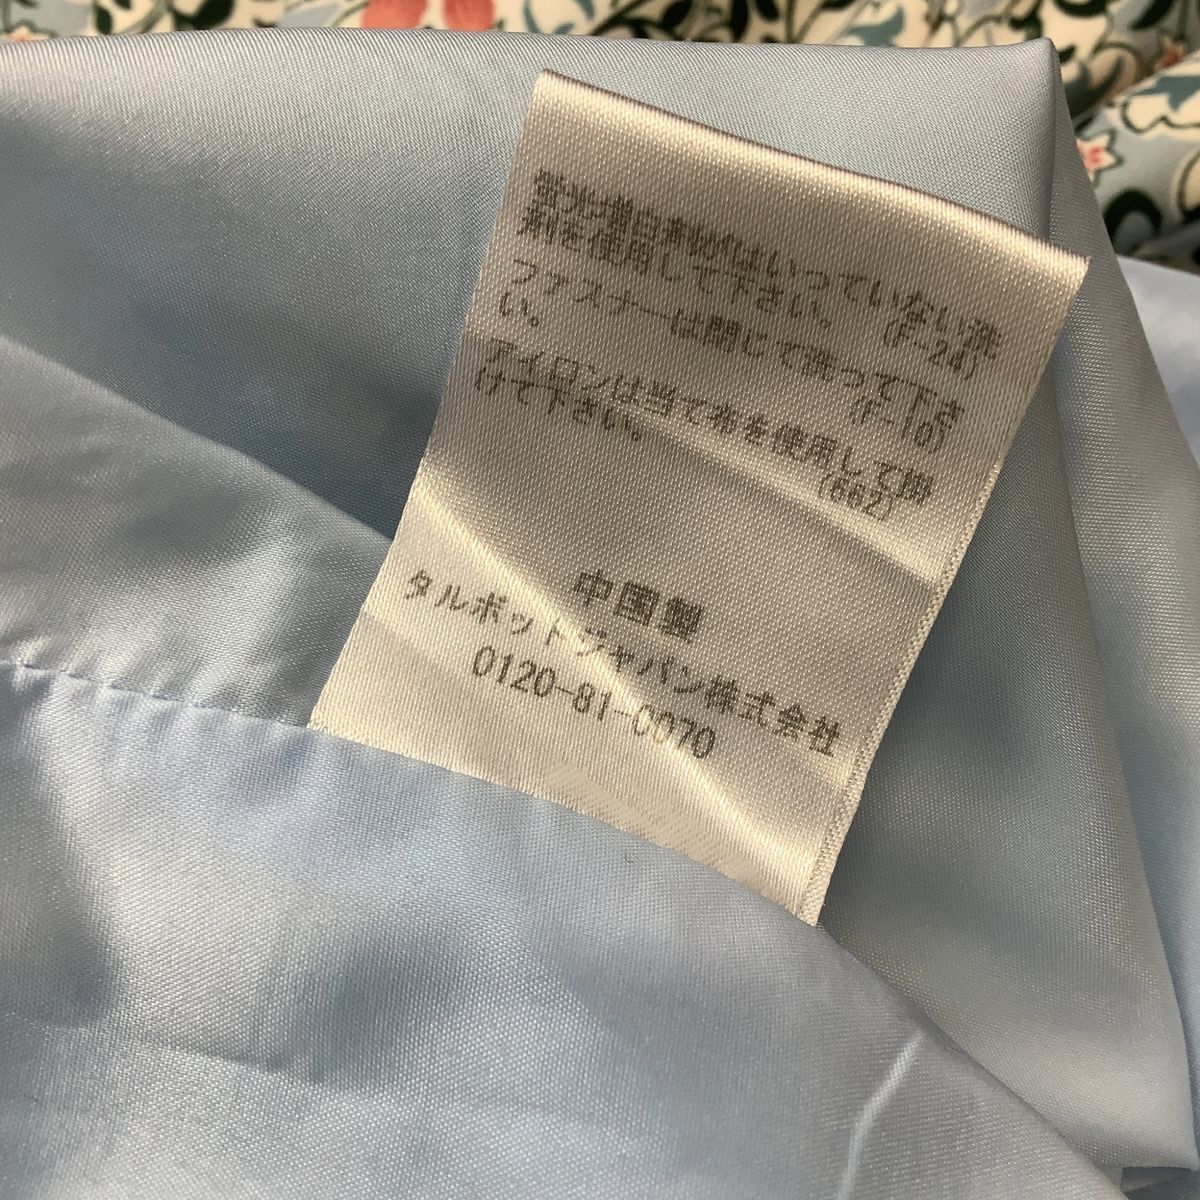 蛍光増白剤のはいっていない洗
剤を使用して下さい。 (F-24)
ファスナーは閉じて洗って下さ
い。 (F-10)
アイロンは当て布を使用して掛
けて下さい。 (662)
中国製
タルボットジャパン株式会社
0120-81-0070